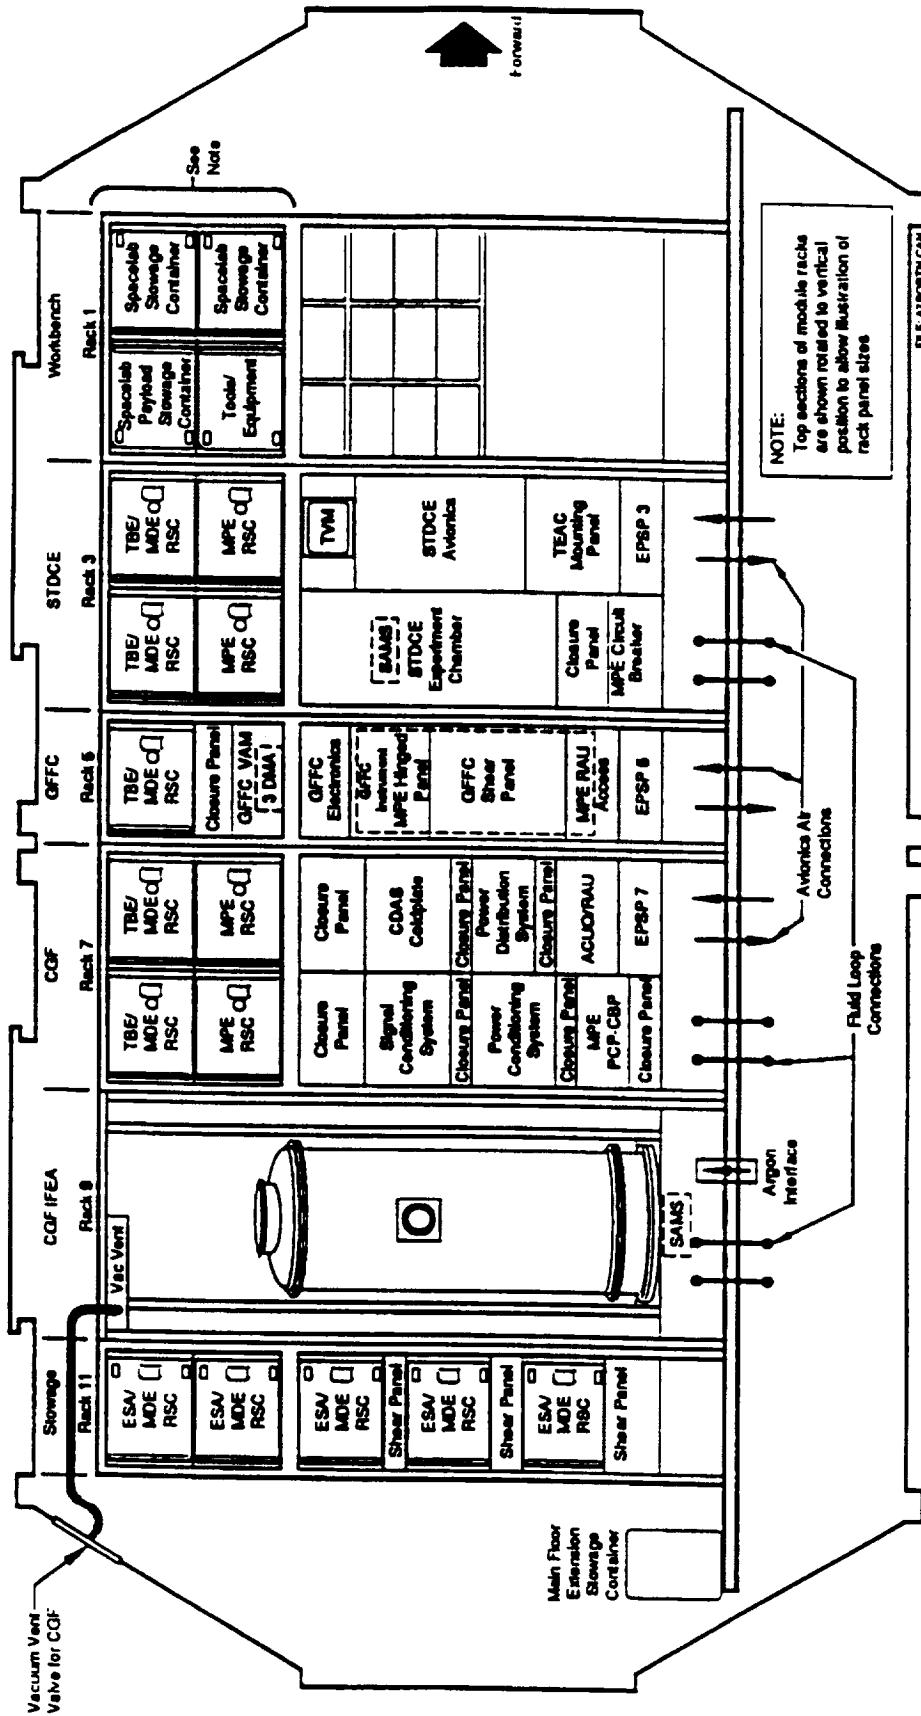 Vacuum Vent
Valve for CGF
Stowage
Rack 11
ESA/
MDE
RSC
ESA/
MDE
RSC
ESA/
MDE
RSC
Shear Panel
ESA/
MDE
RSC
Shear Panel
ESA/
MDE
RSC
Shear Panel
Main Floor
Extension
Stowage
Container
CGF IFEA
Rack 9
Vac Vent
SAMS
Argon
Interface
CGF
Rack 7
TBE/
MDE
RSC
TBE/
MDE
RSC
MPE
RSC
MPE
RSC
Closure
Panel
Signal
Conditioning
System
Closure Panel
Power
Conditioning
System
Closure Panel
MPE
PCP-CBP
Closure Panel
Closure
Panel
CDAS
Coldplate
Closure Panel
Power
Distribution
System
Closure Panel
ACUO/RAU
EPSP 7
GFFC
Rack 5
TBE/
MDE
RSC
Closure Panel
GFFC VAM
3 DMA
GFFC
Electronics
GFFC
Instrument
MPE Hinged
Panel
GFFC
Shear
Panel
MPE RAU
Access
EPSP 5
STDCE
Rack 3
TBE/
MDE
RSC
TBE/
MDE
RSC
MPE
RSC
MPE
RSC
SAMS
STDCE
Experiment
Chamber
Closure
Panel
MPE Circuit
Breaker
TVM
STDCE
Avionics
TEAC
Mounting
Panel
EPSP 3
Workbench
Rack 1
Spacelab
Payload
Stowage
Container
Spacelab
Stowage
Container
Tools/
Equipment
Spacelab
Stowage
Container
See
Note
Forward
Fluid Loop
Connections
Avionics Air
Connections
NOTE:
Top sections of module racks
are shown rotated to vertical
position to allow illustration of
rack panel sizes